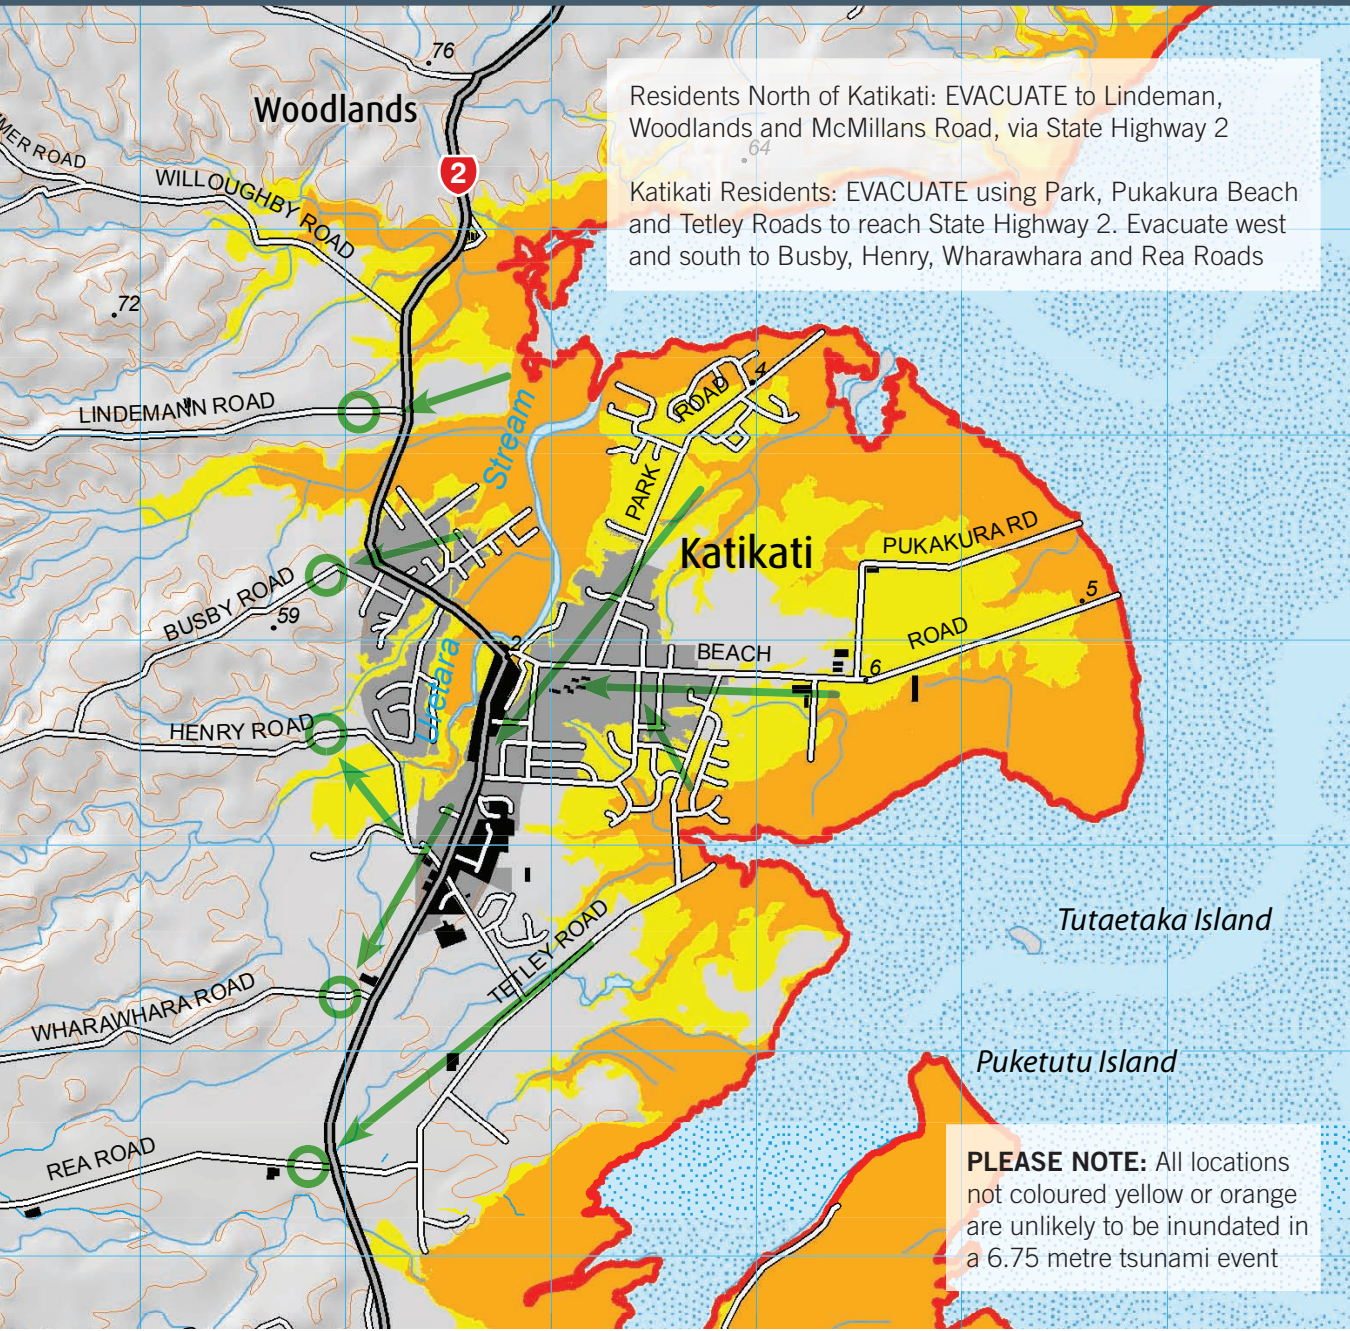 76
Woodlands
Residents North of Katikati: EVACUATE to Lindeman,
Woodlands and McMillans Road, via State Highway 2
64
Katikati Residents: EVACUATE using Park, Pukakura Beach
and Tetley Roads to reach State Highway 2. Evacuate west
and south to Busby, Henry, Wharawhara and Rea Roads
MER ROAD
2
WILLOUGHBY ROAD
72
LINDEMANN ROAD
Stream
PARK ROAD
4
Katikati
PUKAKURA RD
BUSBY ROAD
59
5
2
Uretara
BEACH ROAD
6
HENRY ROAD
TETLEY ROAD
Tutaetaka Island
WHARAWHARA ROAD
Puketutu Island
REA ROAD
PLEASE NOTE: All locations
not coloured yellow or orange
are unlikely to be inundated in
a 6.75 metre tsunami event